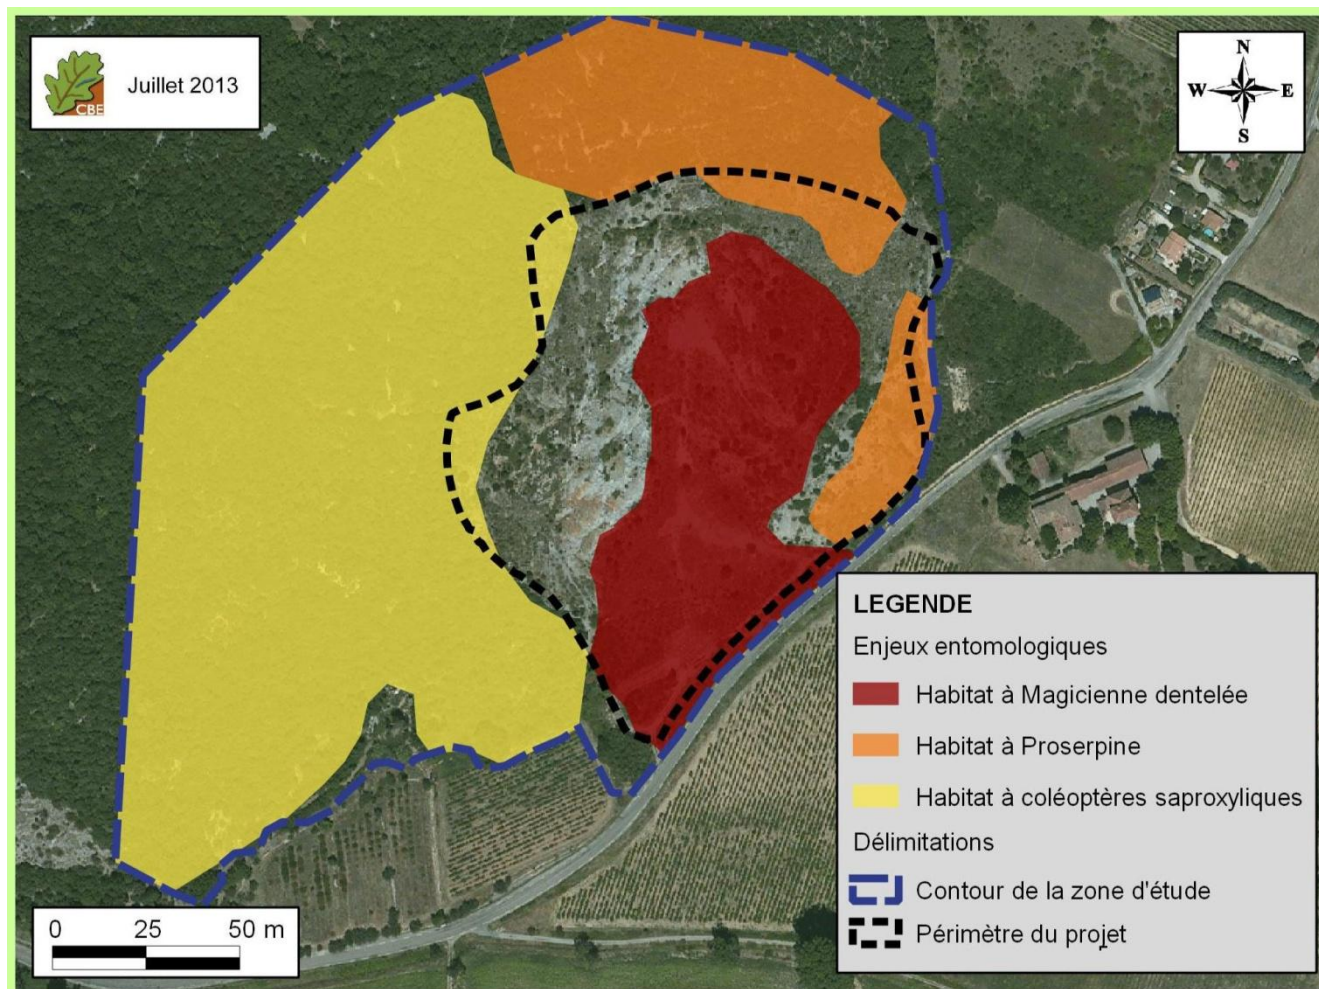 CBE
Juillet 2013
N
W E
S
LEGENDE
Enjeux entomologiques
Habitat à Magicienne dentelée
Habitat à Proserpine
Habitat à coléoptères saproxyliques
Délimitations
Contour de la zone d'étude
Périmètre du projet
0 25 50 m